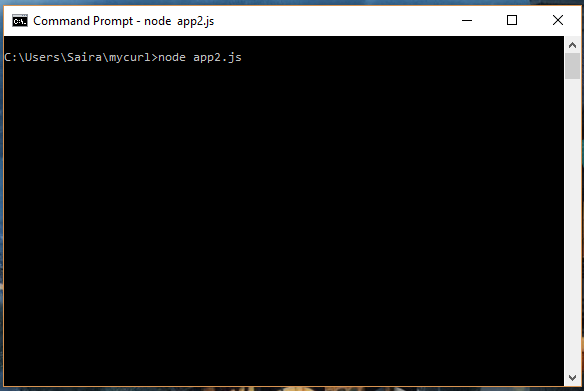 Command Prompt - node  app2.js
C:\Users\Saira\mycurl>node app2.js